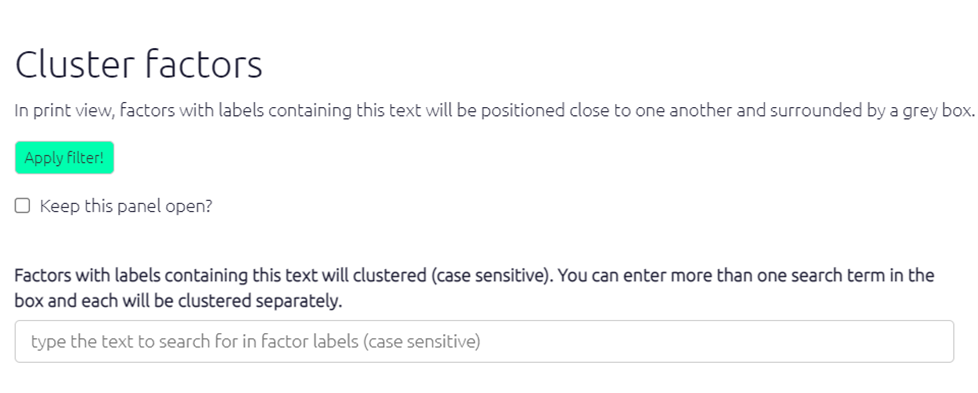 Cluster factors
In print view, factors with labels containing this text will be positioned close to one another and surrounded by a grey box.
Apply filter!
Keep this panel open?
Factors with labels containing this text will clustered (case sensitive). You can enter more than one search term in the
box and each will be clustered separately.
type the text to search for in factor labels (case sensitive)